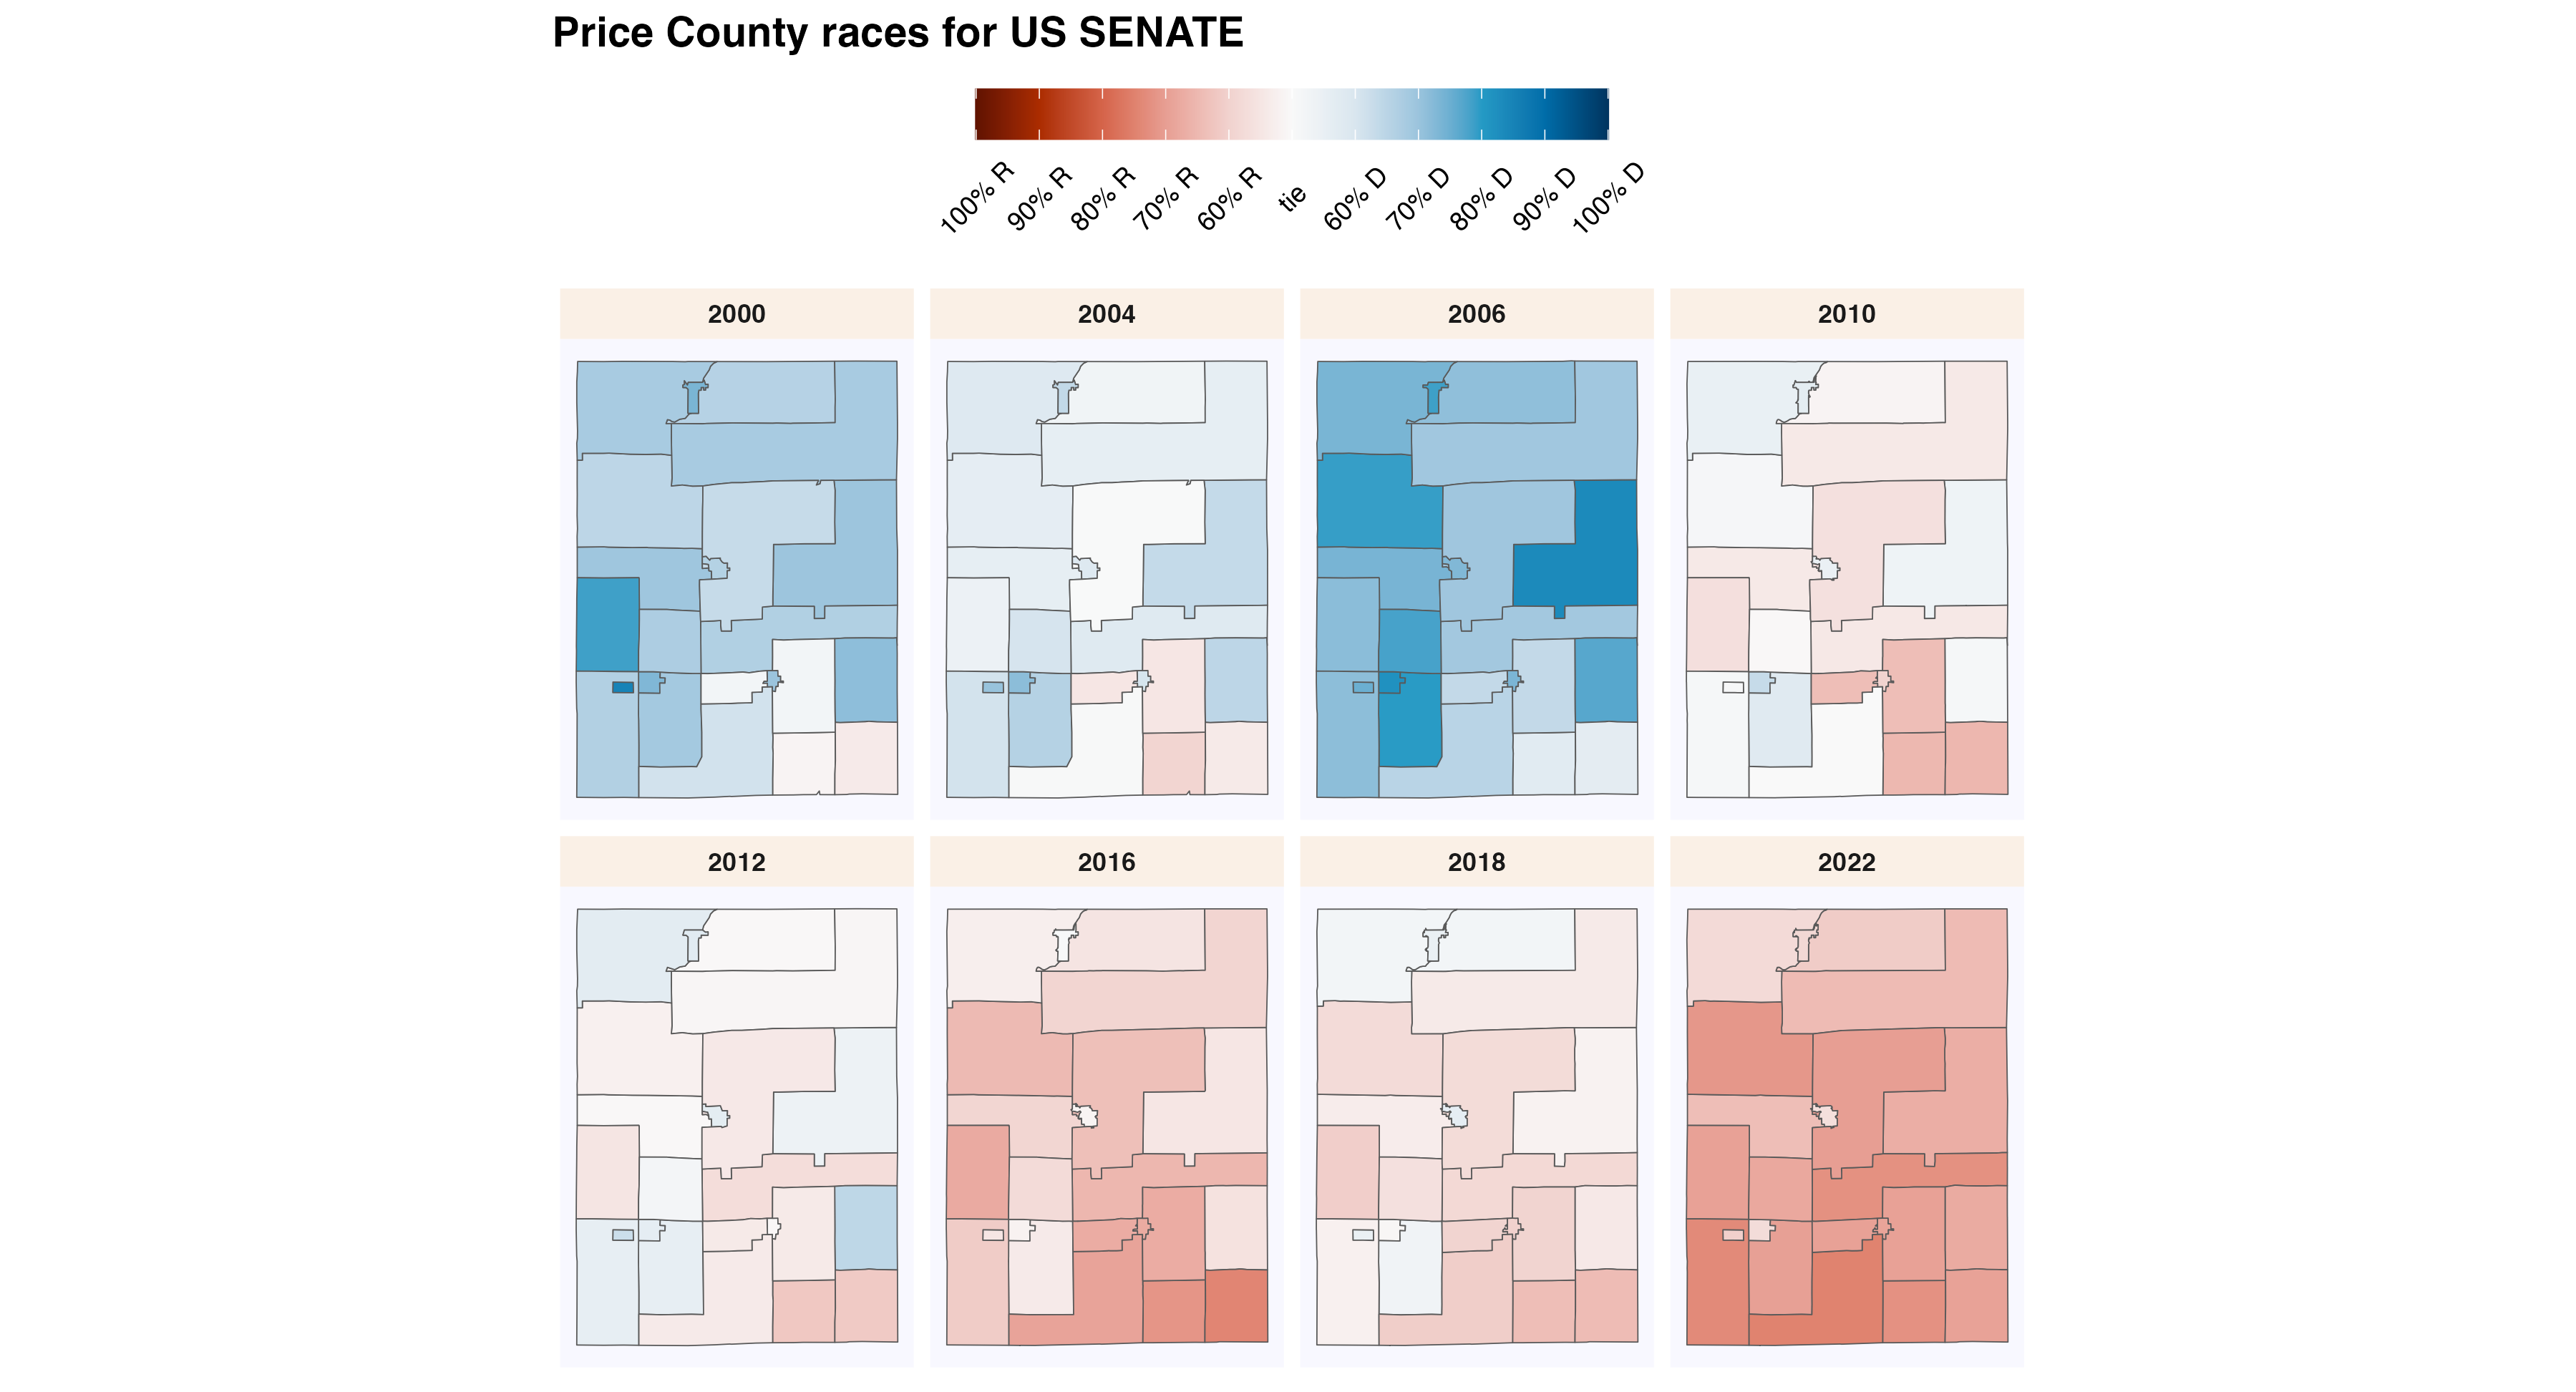 Price County races for US SENATE
100% R 90% R 80% R 70% R 60% R tie 60% D 70% D 80% D 90% D 100% D
2000 2004 2006 2010
2012 2016 2018 2022